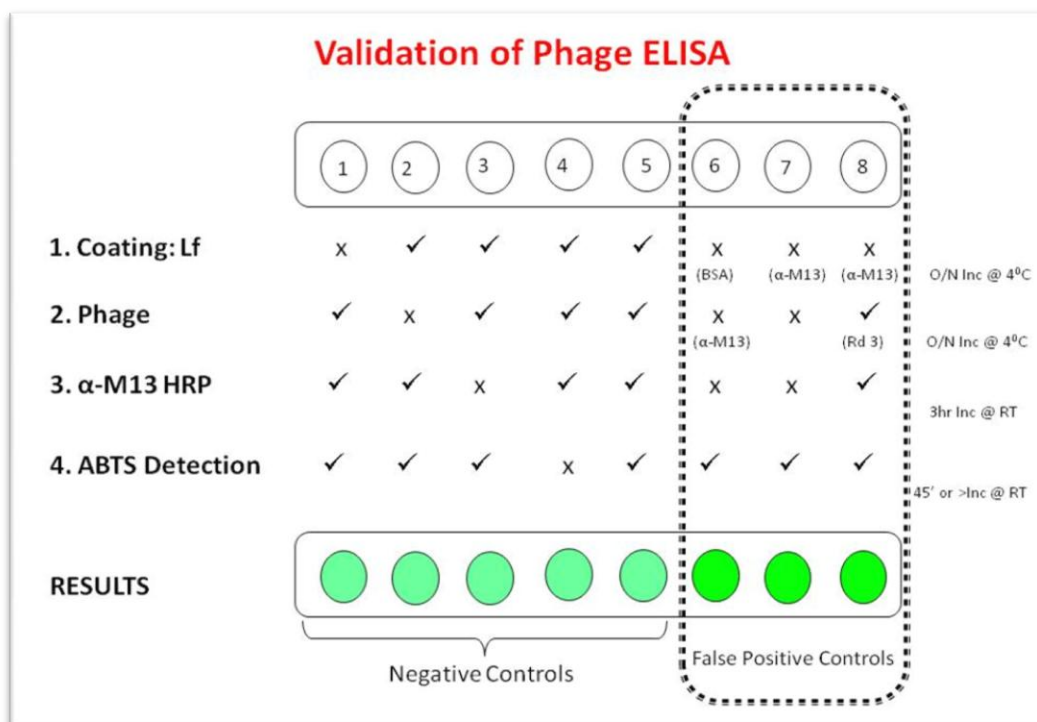 Validation of Phage ELISA
1 2 3 4 5 6 7 8
1. Coating: Lf x ✓ ✓ ✓ ✓ x x x
(BSA) (α-M13) (α-M13) O/N Inc @ 4⁰C
2. Phage ✓ x ✓ ✓ ✓ x x ✓
(α-M13) (Rd 3) O/N Inc @ 4⁰C
3. α-M13 HRP ✓ ✓ x ✓ ✓ x x ✓
3hr Inc @ RT
4. ABTS Detection ✓ ✓ ✓ x ✓ ✓ ✓ ✓
45′ or >Inc @ RT
RESULTS
Negative Controls
False Positive Controls